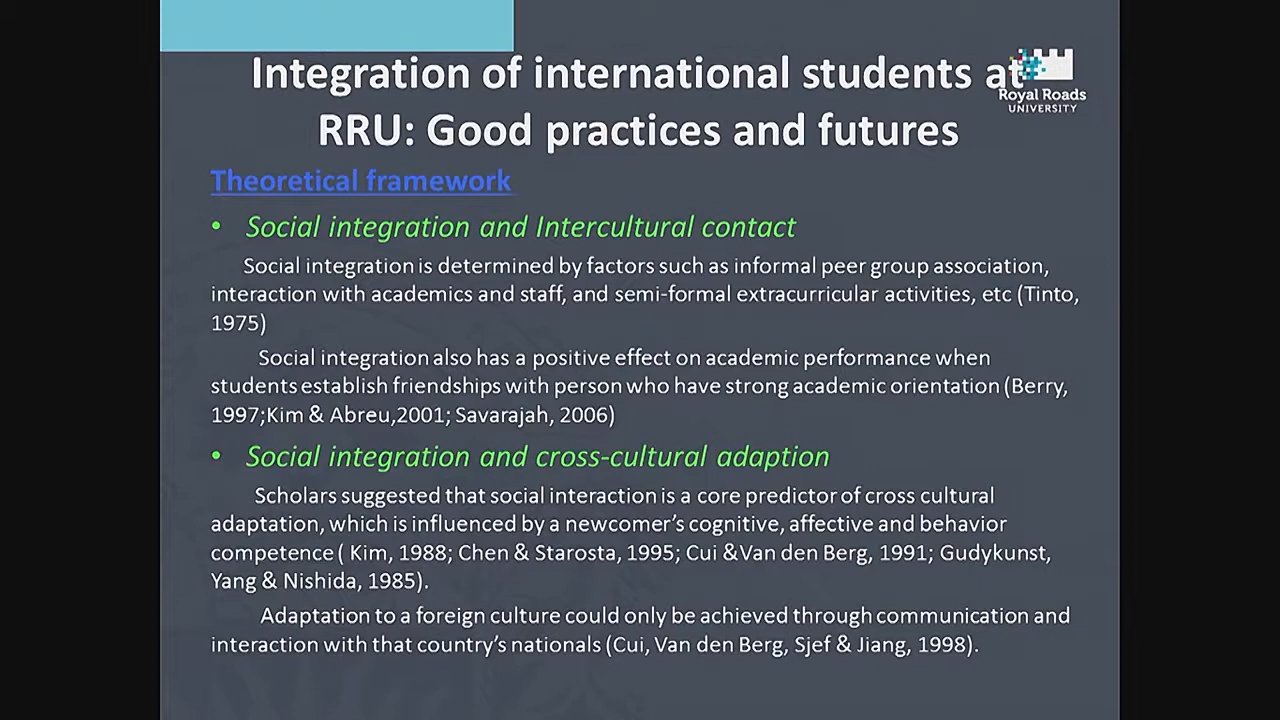 Integration of international students at
RRU: Good practices and futures
Royal Roads
UNIVERSITY
Theoretical framework
• Social integration and Intercultural contact
Social integration is determined by factors such as informal peer group association,
interaction with academics and staff, and semi-formal extracurricular activities, etc (Tinto,
1975)
Social integration also has a positive effect on academic performance when
students establish friendships with person who have strong academic orientation (Berry,
1997;Kim & Abreu,2001; Savarajah, 2006)
• Social integration and cross-cultural adaption
Scholars suggested that social interaction is a core predictor of cross cultural
adaptation, which is influenced by a newcomer's cognitive, affective and behavior
competence ( Kim, 1988; Chen & Starosta, 1995; Cui &Van den Berg, 1991; Gudykunst,
Yang & Nishida, 1985).
Adaptation to a foreign culture could only be achieved through communication and
interaction with that country's nationals (Cui, Van den Berg, Sjef & Jiang, 1998).